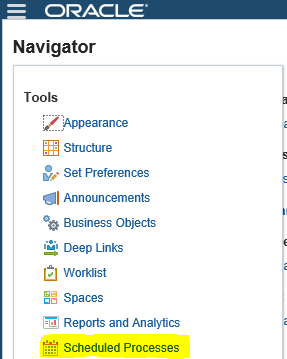 ORACLE
Navigator
Tools
Appearance
Structure
Set Preferences
Announcements
Business Objects
Deep Links
Worklist
Spaces
Reports and Analytics
Scheduled Processes